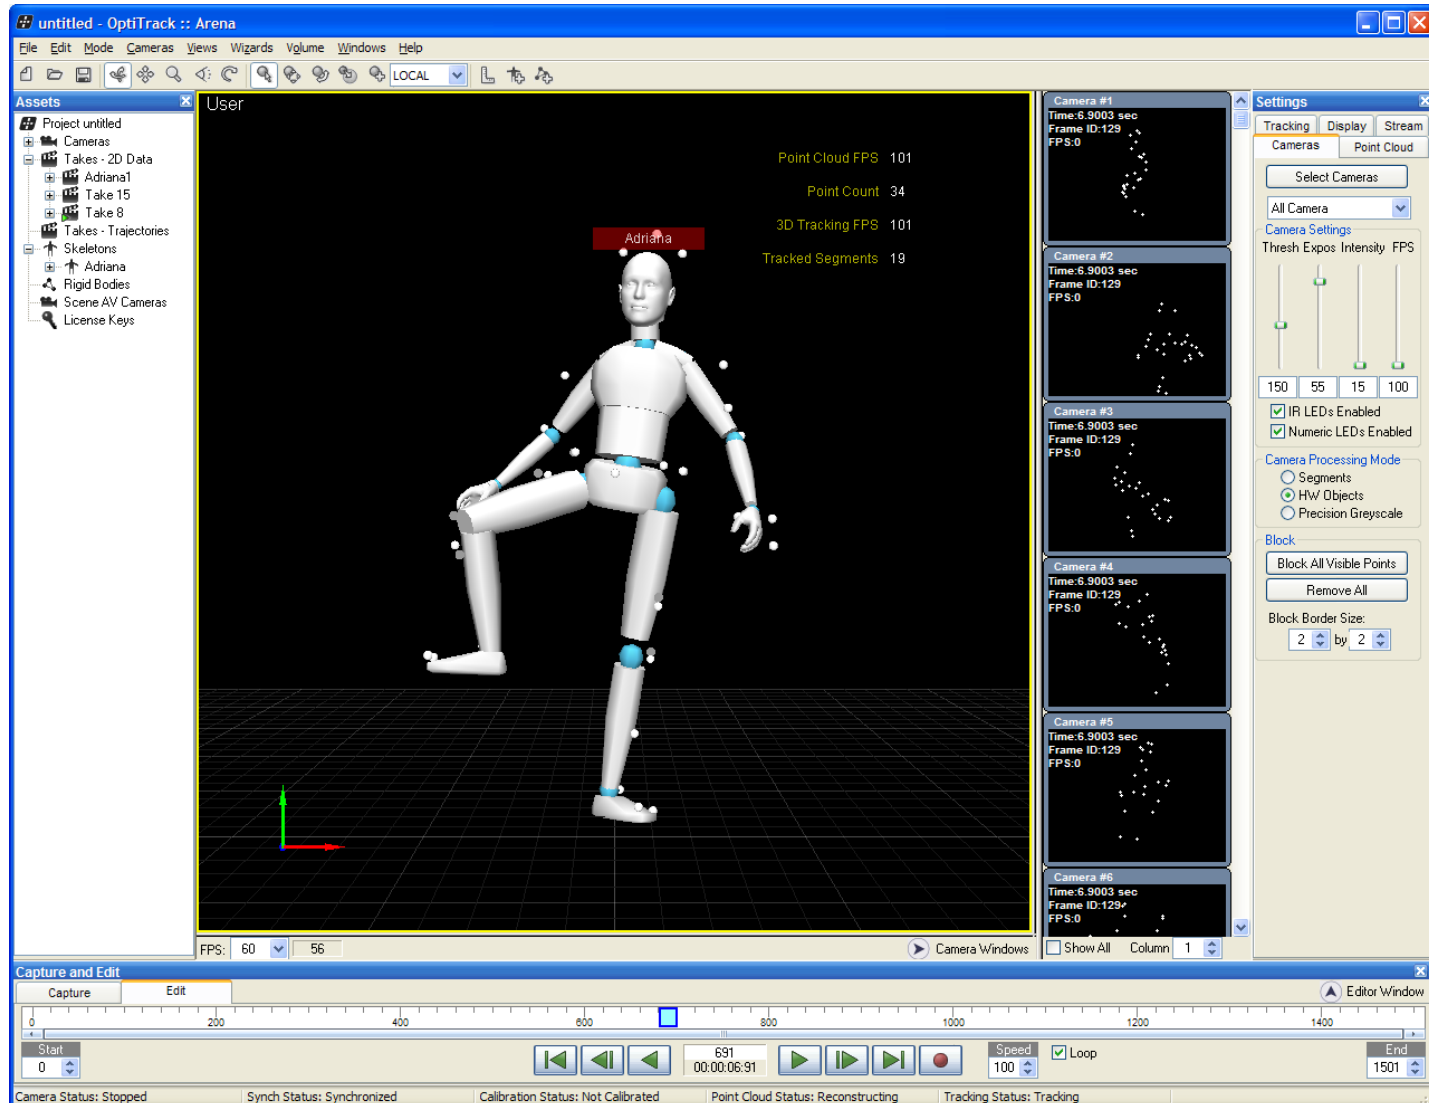 untitled - OptiTrack :: Arena
File Edit Mode Cameras Views Wizards Volume Windows Help
LOCAL
Assets
Project untitled
Cameras
Takes - 2D Data
Adriana1
Take 15
Take 8
Takes - Trajectories
Skeletons
Adriana
Rigid Bodies
Scene AV Cameras
License Keys
User
Point Cloud FPS 101
Point Count 34
3D Tracking FPS 101
Tracked Segments 19
Adriana
FPS: 60 56
Camera Windows
Camera #1
Time:6.9003 sec
Frame ID:129
FPS:0
Camera #2
Time:6.9003 sec
Frame ID:129
FPS:0
Camera #3
Time:6.9003 sec
Frame ID:129
FPS:0
Camera #4
Time:6.9003 sec
Frame ID:129
FPS:0
Camera #5
Time:6.9003 sec
Frame ID:129
FPS:0
Camera #6
Time:6.9003 sec
Frame ID:129
FPS:0
Show All Column 1
Settings
Tracking Display Stream
Cameras Point Cloud
Select Cameras
All Camera
Camera Settings
Thresh Expos Intensity FPS
150 55 15 100
IR LEDs Enabled
Numeric LEDs Enabled
Camera Processing Mode
Segments
HW Objects
Precision Greyscale
Block
Block All Visible Points
Remove All
Block Border Size:
2 by 2
Capture and Edit
Capture Edit
Editor Window
0 200 400 600 800 1000 1200 1400
Start
0
691
00:00:06:91
Speed
100
Loop
End
1501
Camera Status: Stopped Synch Status: Synchronized Calibration Status: Not Calibrated Point Cloud Status: Reconstructing Tracking Status: Tracking